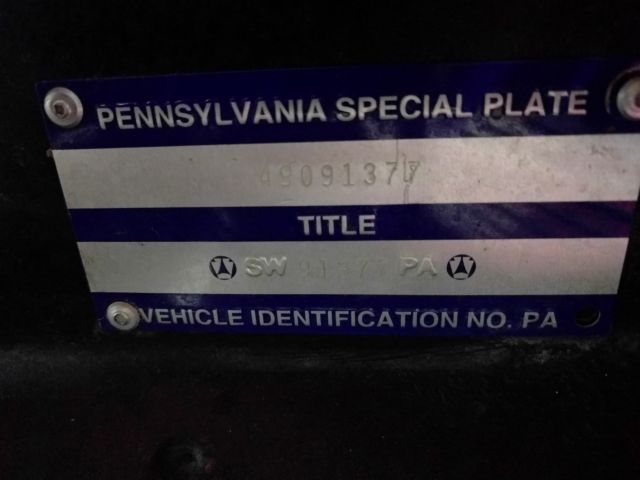 PENNSYLVANIA SPECIAL PLATE
49091377
TITLE
SW PA
VEHICLE IDENTIFICATION NO. PA